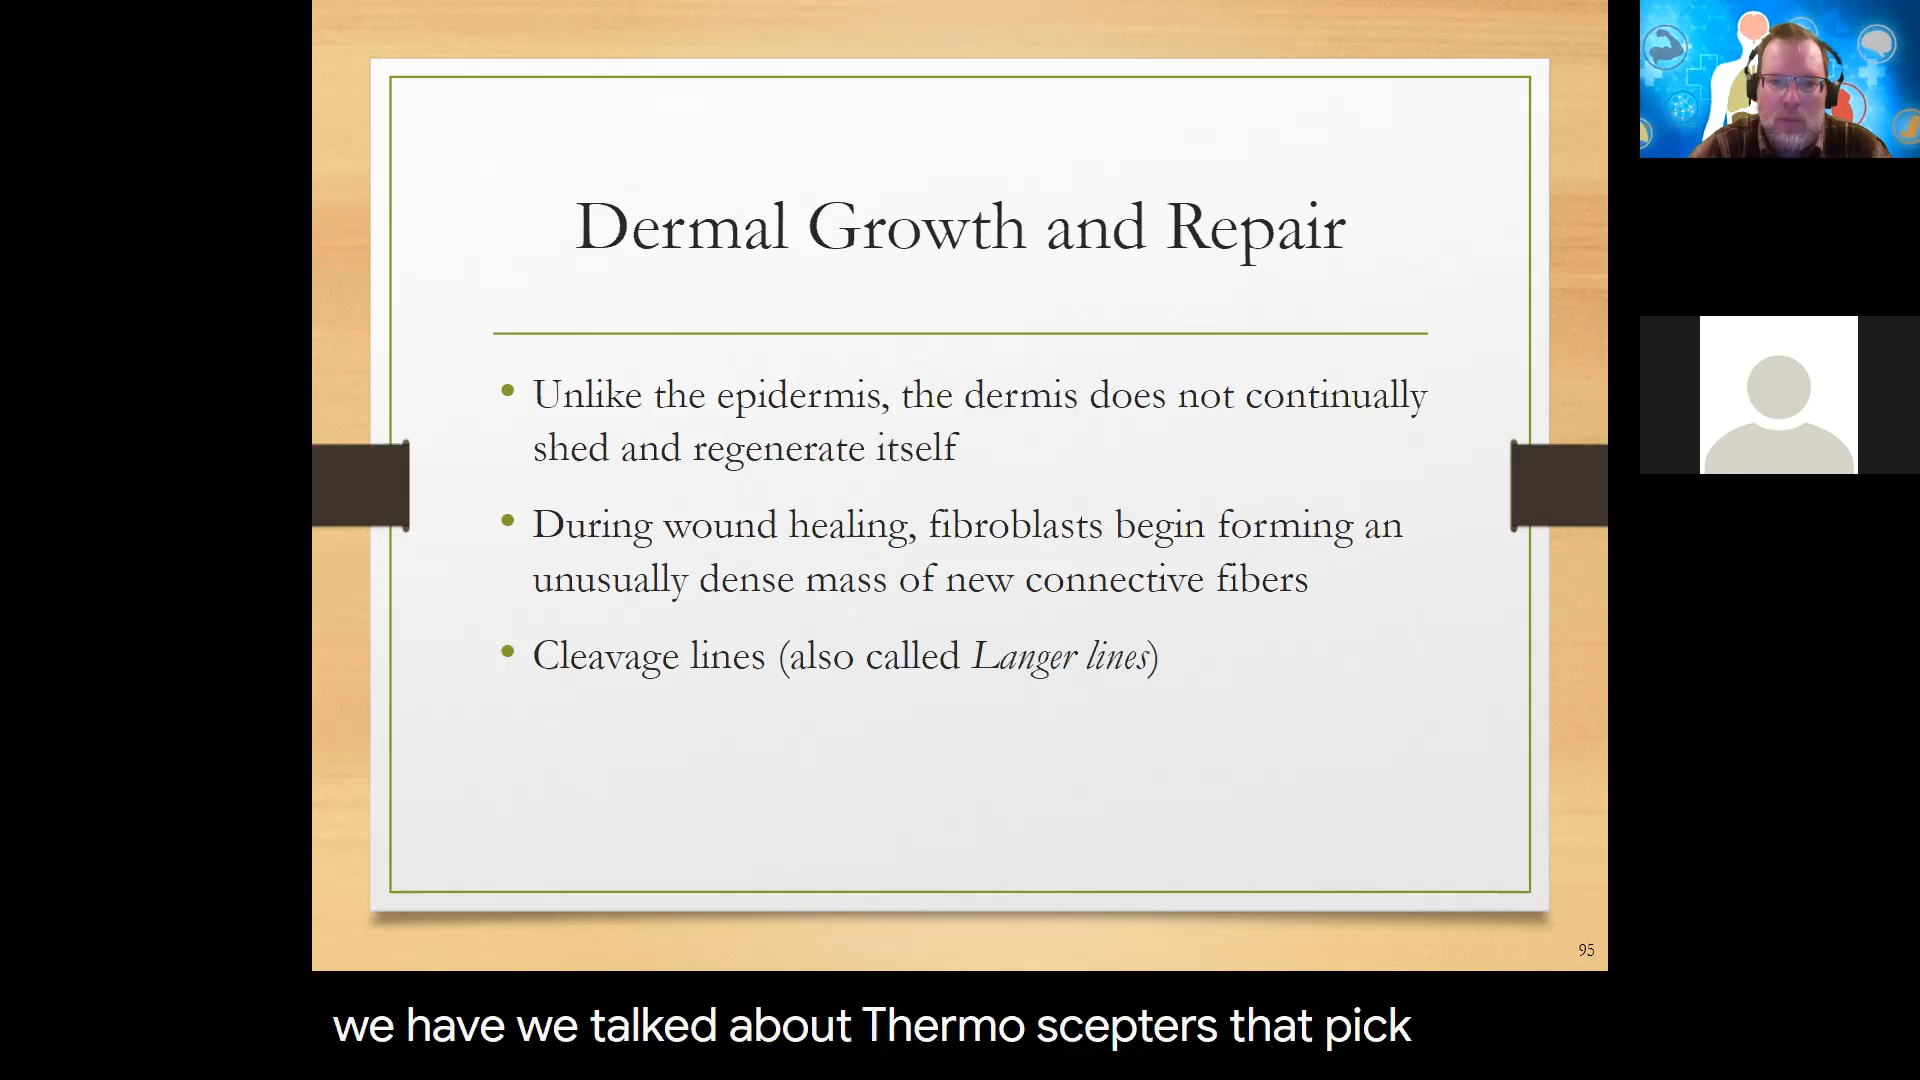 Dermal Growth and Repair
• Unlike the epidermis, the dermis does not continually
shed and regenerate itself
• During wound healing, fibroblasts begin forming an
unusually dense mass of new connective fibers
• Cleavage lines (also called Langer lines)
95
we have we talked about Thermo scepters that pick